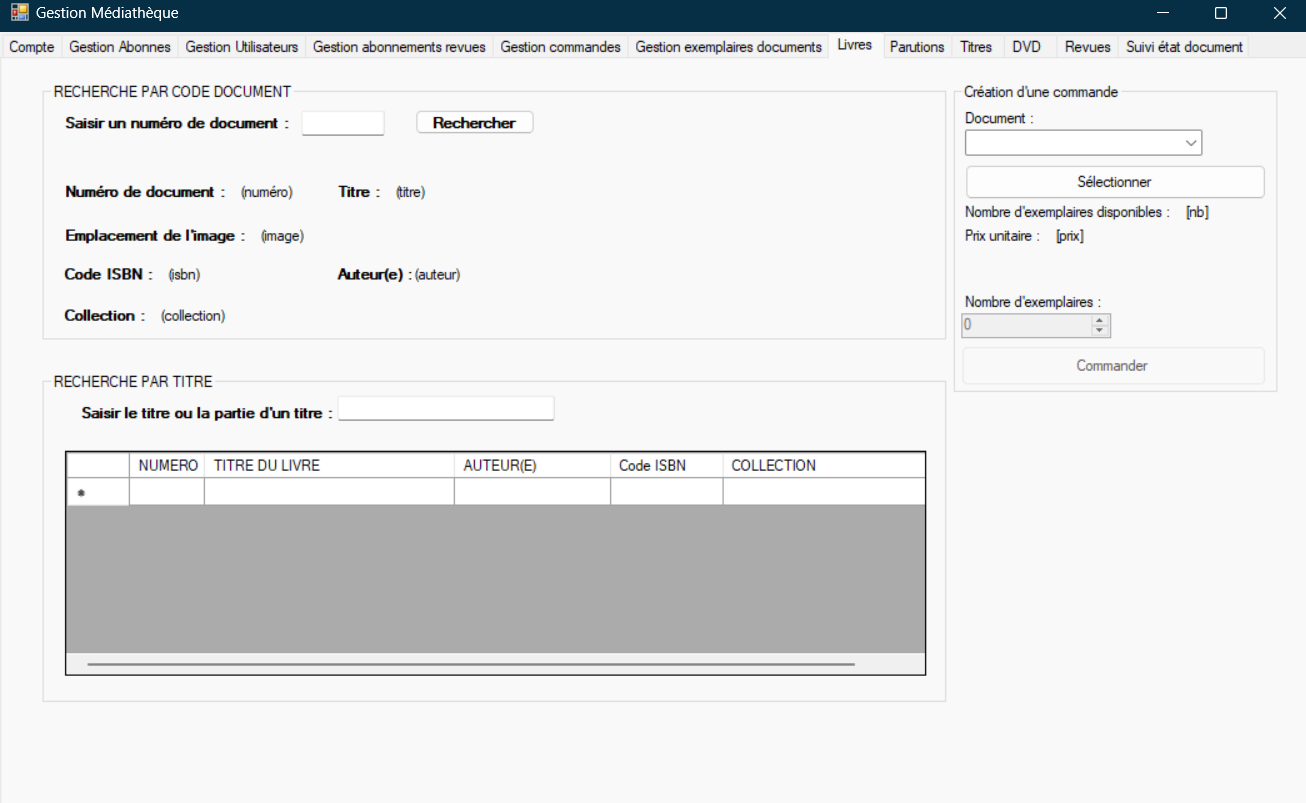 Gestion Médiathèque
Compte Gestion Abonnes Gestion Utilisateurs Gestion abonnements revues Gestion commandes Gestion exemplaires documents Livres Parutions Titres DVD Revues Suivi état document
RECHERCHE PAR CODE DOCUMENT
Saisir un numéro de document : Rechercher
Numéro de document : (numéro) Titre : (titre)
Emplacement de l'image : (image)
Code ISBN : (isbn) Auteur(e) : (auteur)
Collection : (collection)
RECHERCHE PAR TITRE
Saisir le titre ou la partie d'un titre :
NUMERO TITRE DU LIVRE AUTEUR(E) Code ISBN COLLECTION
Création d'une commande
Document :
Sélectionner
Nombre d'exemplaires disponibles : [nb]
Prix unitaire : [prix]
Nombre d'exemplaires :
0
Commander